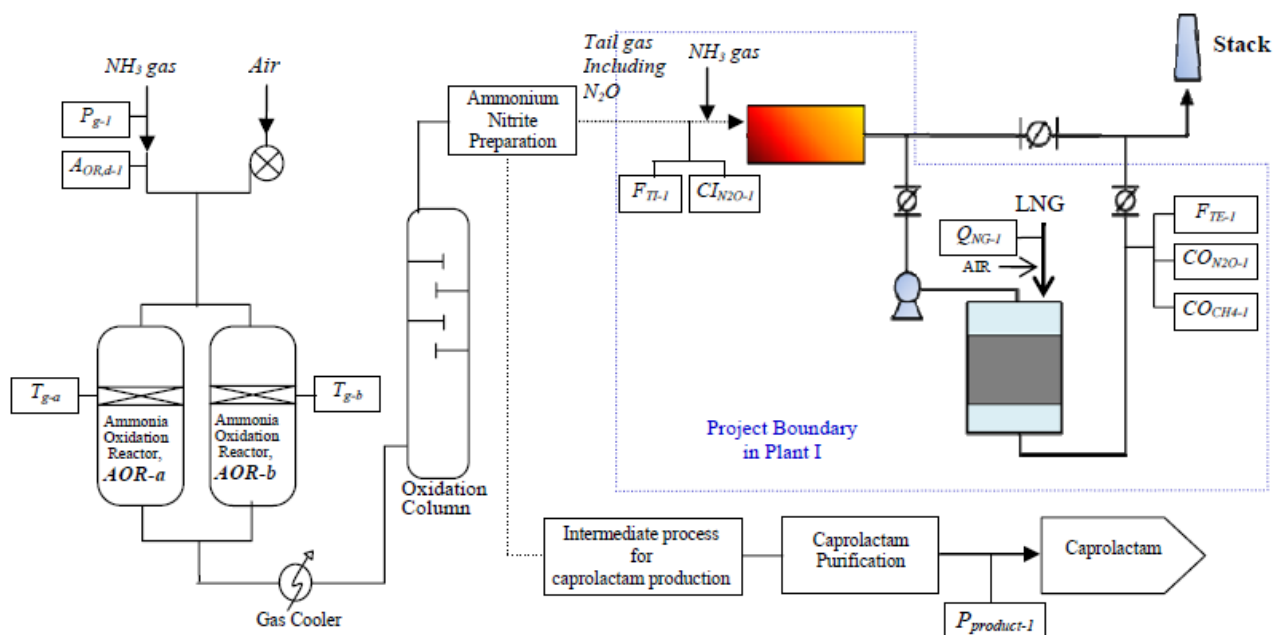 NH3 gas
Air
Pg-1
AOR,d-1
Tg-a
Tg-b
Ammonia
Oxidation
Reactor,
AOR-a
Ammonia
Oxidation
Reactor,
AOR-b
Gas Cooler
Oxidation
Column
Ammonium
Nitrite
Preparation
Tail gas
Including
N2O
NH3 gas
FTI-1
CIN2O-1
Stack
LNG
QNG-1
AIR
FTE-1
CON2O-1
COCH4-1
Project Boundary
in Plant I
Intermediate process
for
caprolactam production
Caprolactam
Purification
Caprolactam
Pproduct-1